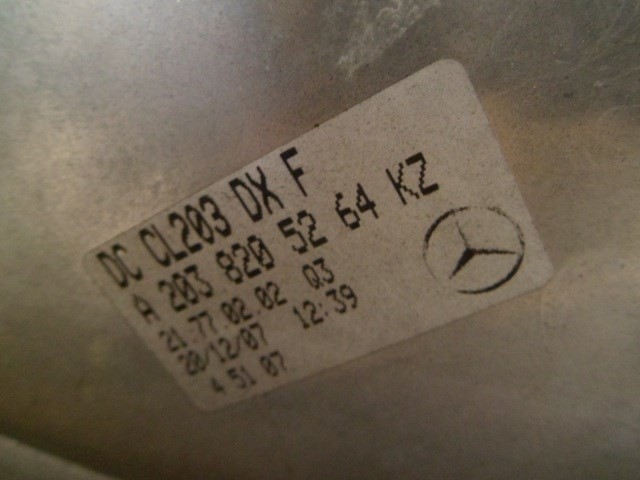 DC CL203 DX F
A 203 820 52 64 KZ
21.77.02.02 Q3
20/12/07 12:39
4 51 07